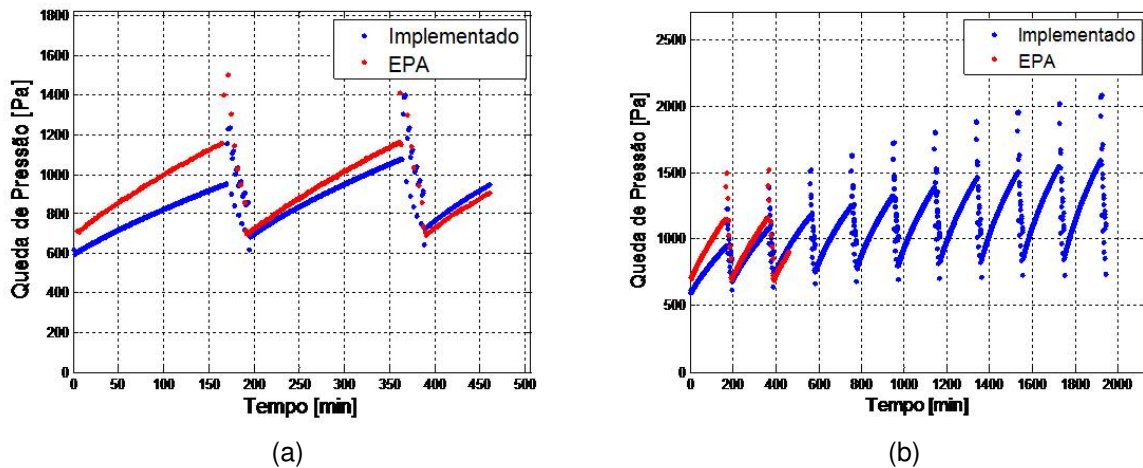 Implementado
EPA
1800
1600
1400
1200
1000
800
600
400
200
0
Queda de Pressão [Pa]
0 50 100 150 200 250 300 350 400 450 500
Tempo [min]
(a)
Implementado
EPA
2500
2000
1500
1000
500
0
Queda de Pressão [Pa]
0 200 400 600 800 1000 1200 1400 1600 1800 2000
Tempo [min]
(b)